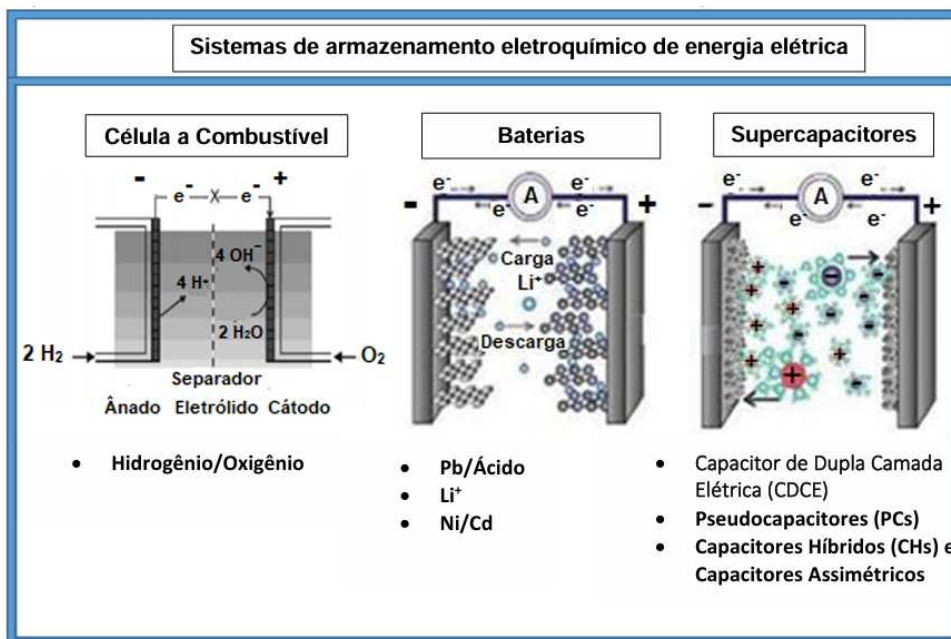 Sistemas de armazenamento eletroquímico de energia elétrica
Célula a Combustível
- +
e⁻ X e⁻
4 OH⁻
4 H+
2 H₂O
2 H₂
O₂
Separador
Ânado Eletrólido Cátodo
• Hidrogênio/Oxigênio
Baterias
e⁻ A e⁻
e⁻ e⁻
- +
Carga
Li⁺
Descarga
• Pb/Ácido
• Li⁺
• Ni/Cd
Supercapacitores
e⁻ A e⁻
e⁻ e⁻
- +
• Capacitor de Dupla Camada
Elétrica (CDCE)
• Pseudocapacitores (PCs)
• Capacitores Híbridos (CHs) e
Capacitores Assimétricos